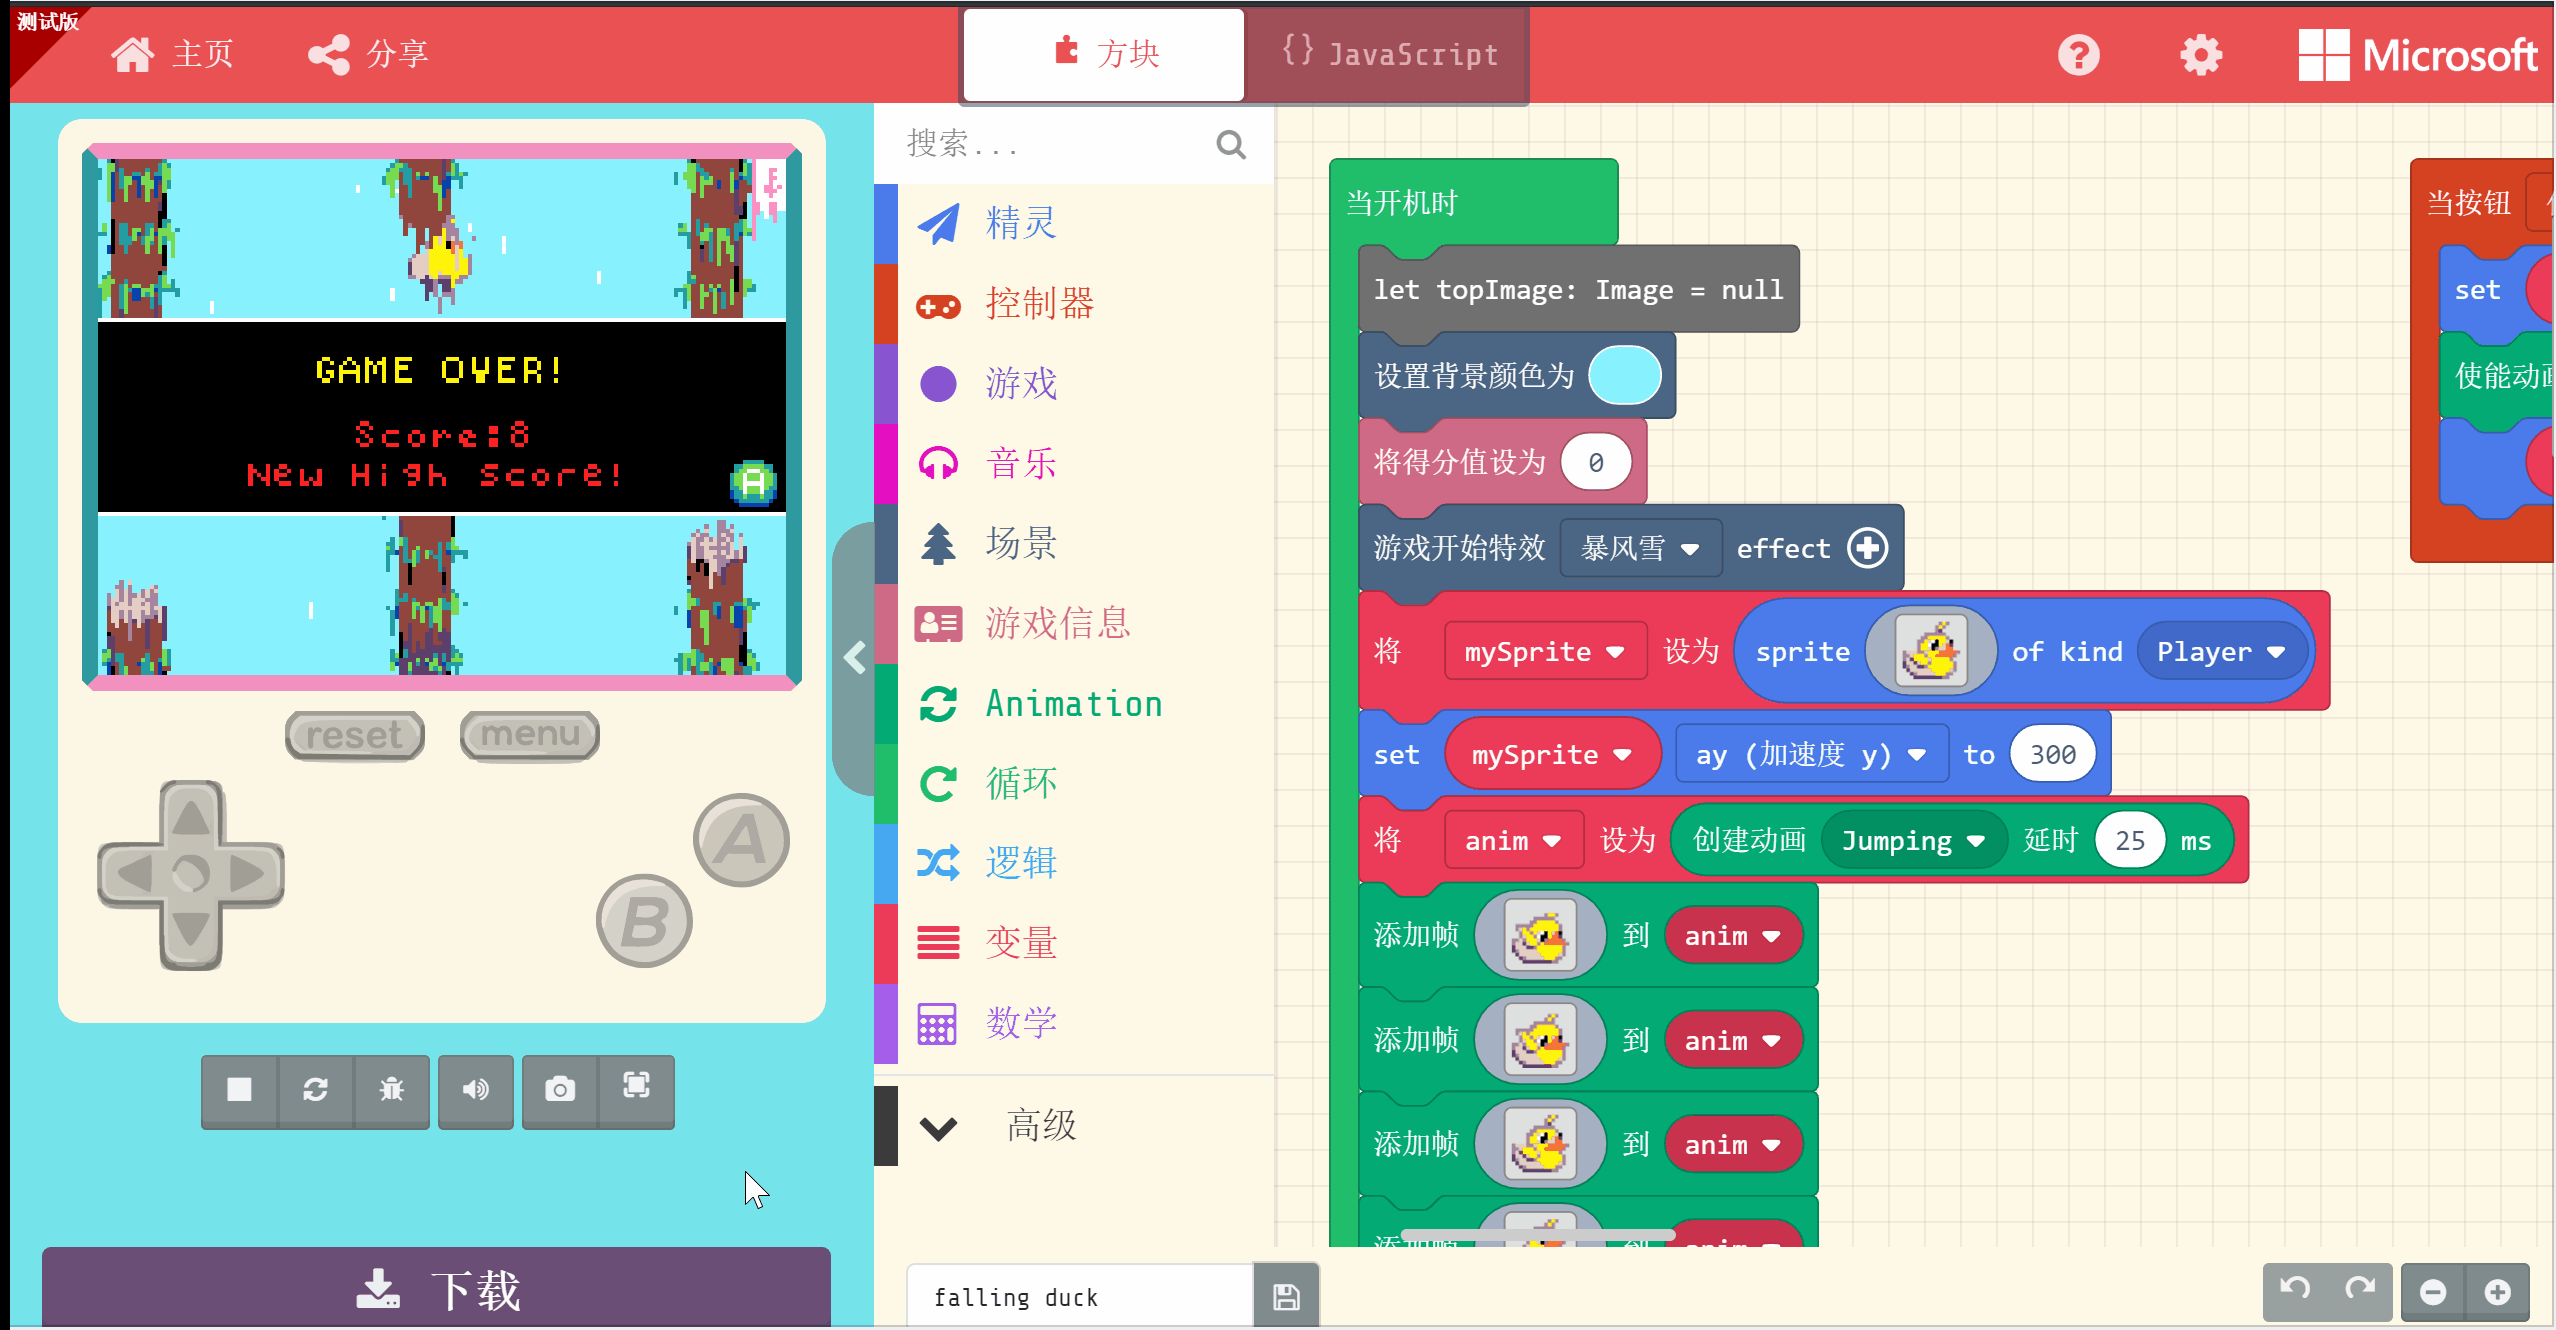 测试版
主页
分享
方块
{} JavaScript
Microsoft
GAME OVER!
Score:8
New High Score!
A
reset
menu
A
B
下载
搜索...
精灵
控制器
游戏
音乐
场景
游戏信息
Animation
循环
逻辑
变量
数学
高级
falling duck
当开机时
let topImage: Image = null
设置背景颜色为
将得分值设为 0
游戏开始特效 暴风雪 effect
将 mySprite 设为 sprite of kind Player
set mySprite ay (加速度 y) to 300
将 anim 设为 创建动画 Jumping 延时 25 ms
添加帧 到 anim
添加帧 到 anim
添加帧 到 anim
添加帧 到 anim
当按钮
set
使能动画